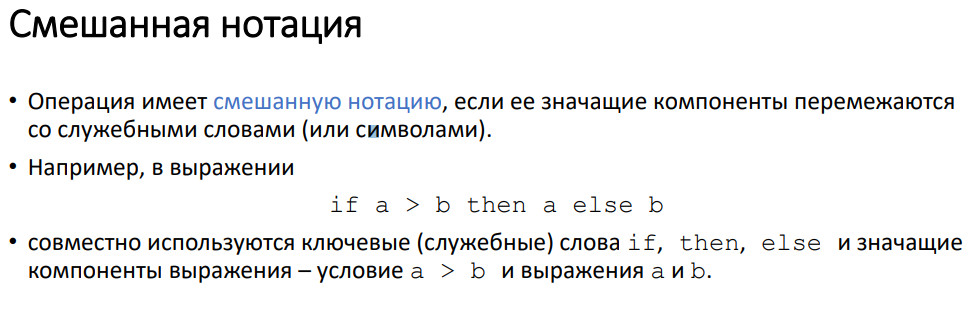 Смешанная нотация
• Операция имеет смешанную нотацию, если ее значащие компоненты перемежаются
со служебными словами (или символами).
• Например, в выражении
if a > b then a else b
• совместно используются ключевые (служебные) слова if, then, else и значащие
компоненты выражения – условие a > b и выражения a и b.